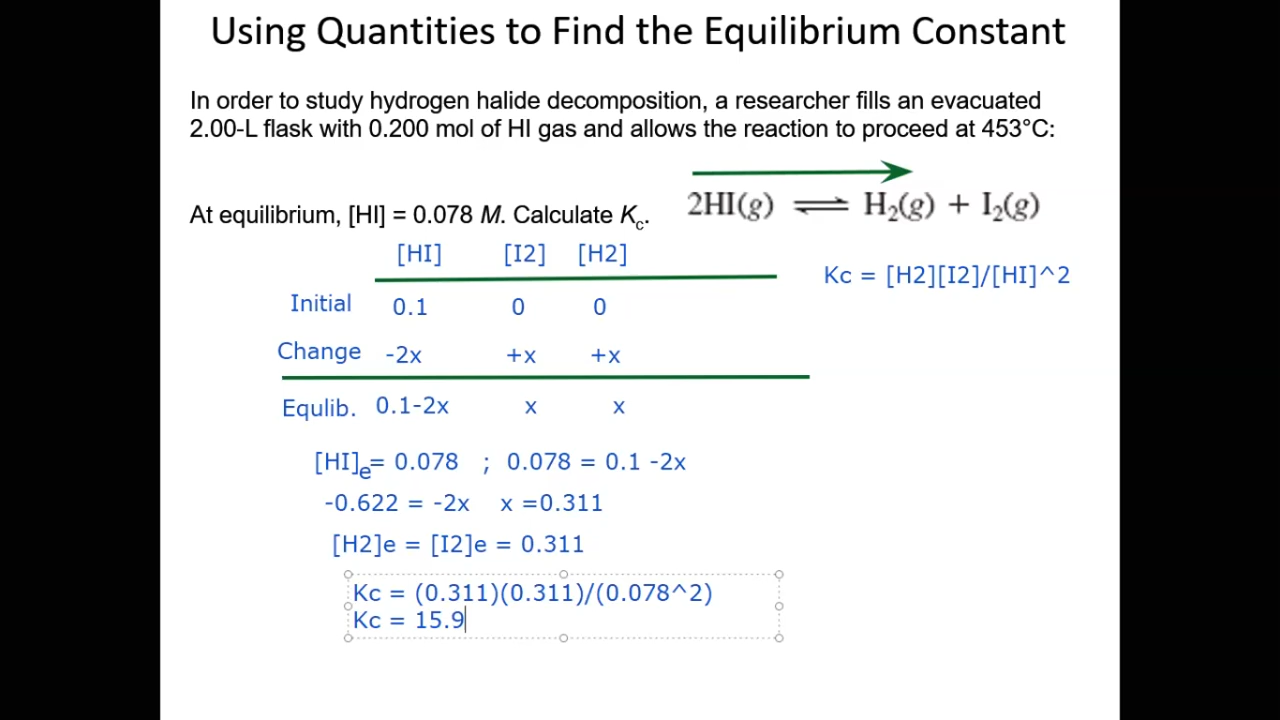 Using Quantities to Find the Equilibrium Constant
In order to study hydrogen halide decomposition, a researcher fills an evacuated
2.00-L flask with 0.200 mol of HI gas and allows the reaction to proceed at 453°C:
2HI(g) ⇌ H₂(g) + I₂(g)
At equilibrium, [HI] = 0.078 M. Calculate K꜀.
[HI] [I2] [H2]
Kc = [H2][I2]/[HI]^2
Initial 0.1 0 0
Change -2x +x +x
Equlib. 0.1-2x x x
[HI]ₑ= 0.078 ; 0.078 = 0.1 -2x
-0.622 = -2x x =0.311
[H2]e = [I2]e = 0.311
Kc = (0.311)(0.311)/(0.078^2)
Kc = 15.9